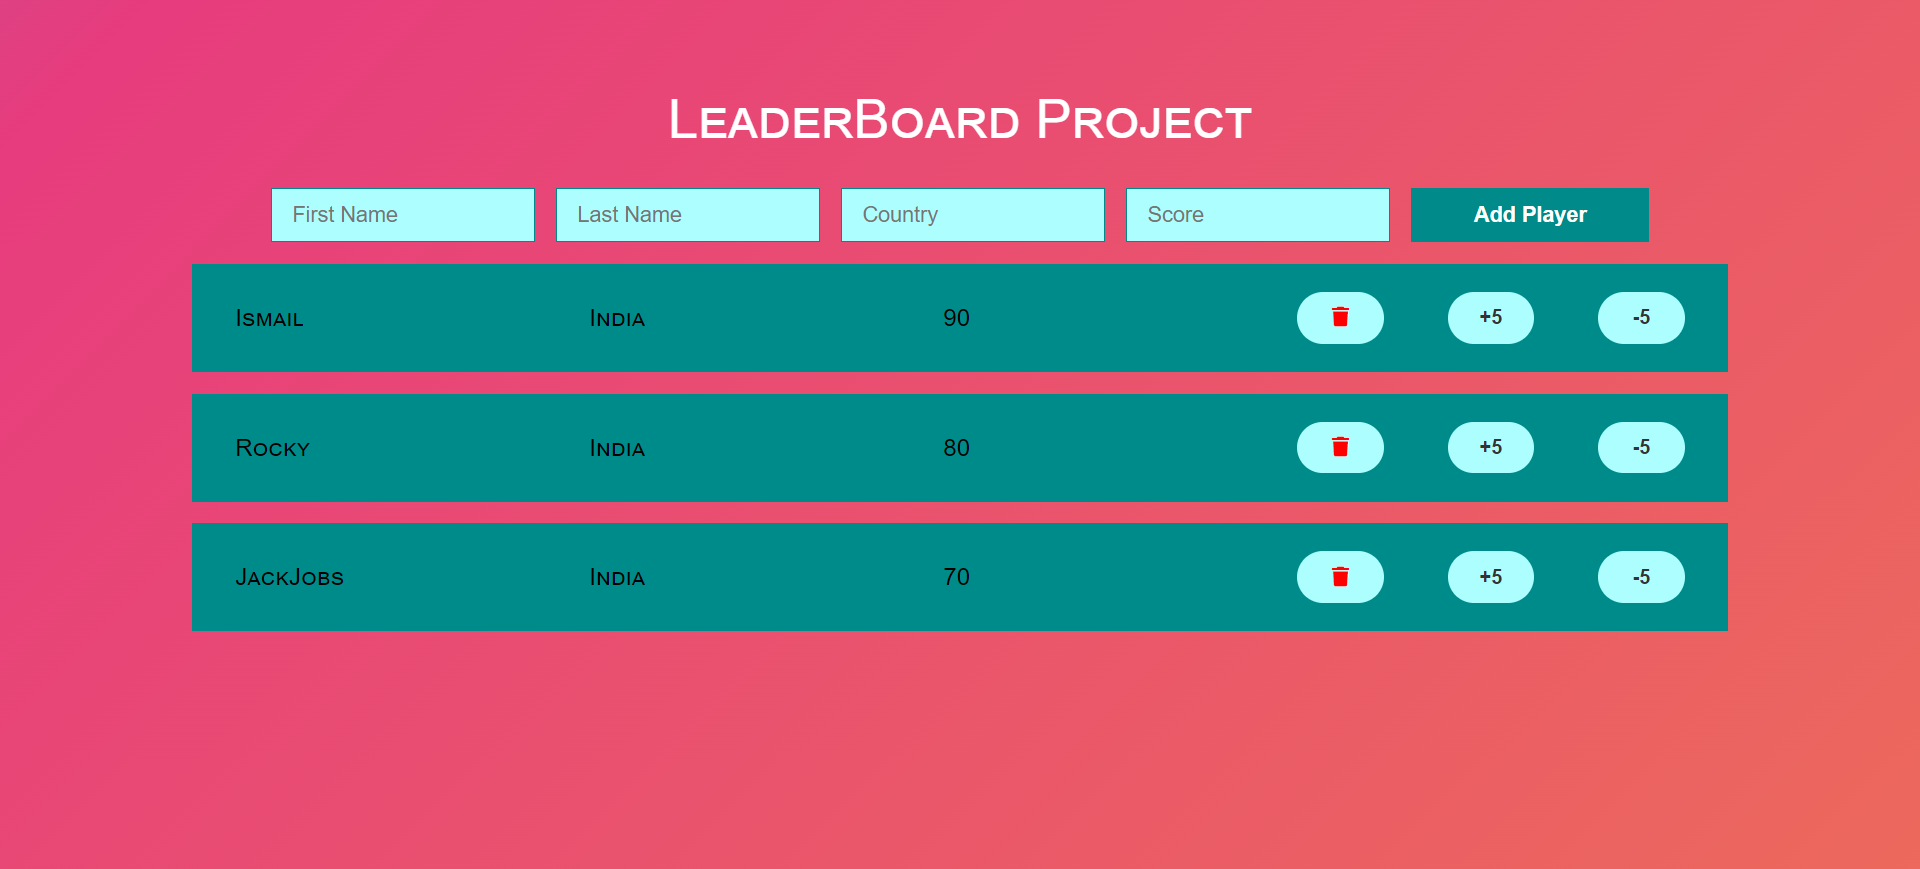 LeaderBoard Project
First Name Last Name Country Score Add Player
Ismail India 90 +5 -5
Rocky India 80 +5 -5
JackJobs India 70 +5 -5